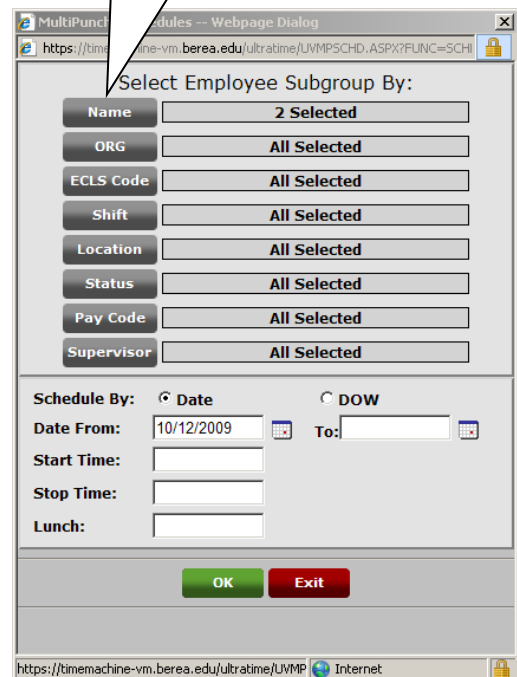 MultiPunch edules -- Webpage Dialog
https://time ine-vm.berea.edu/ultratime/UVMPSCHD.ASPX?FUNC=SCHI
Select Employee Subgroup By:
Name 2 Selected
ORG All Selected
ECLS Code All Selected
Shift All Selected
Location All Selected
Status All Selected
Pay Code All Selected
Supervisor All Selected
Schedule By: Date DOW
Date From: 10/12/2009 To:
Start Time:
Stop Time:
Lunch:
OK Exit
https://timemachine-vm.berea.edu/ultratime/UVMP Internet